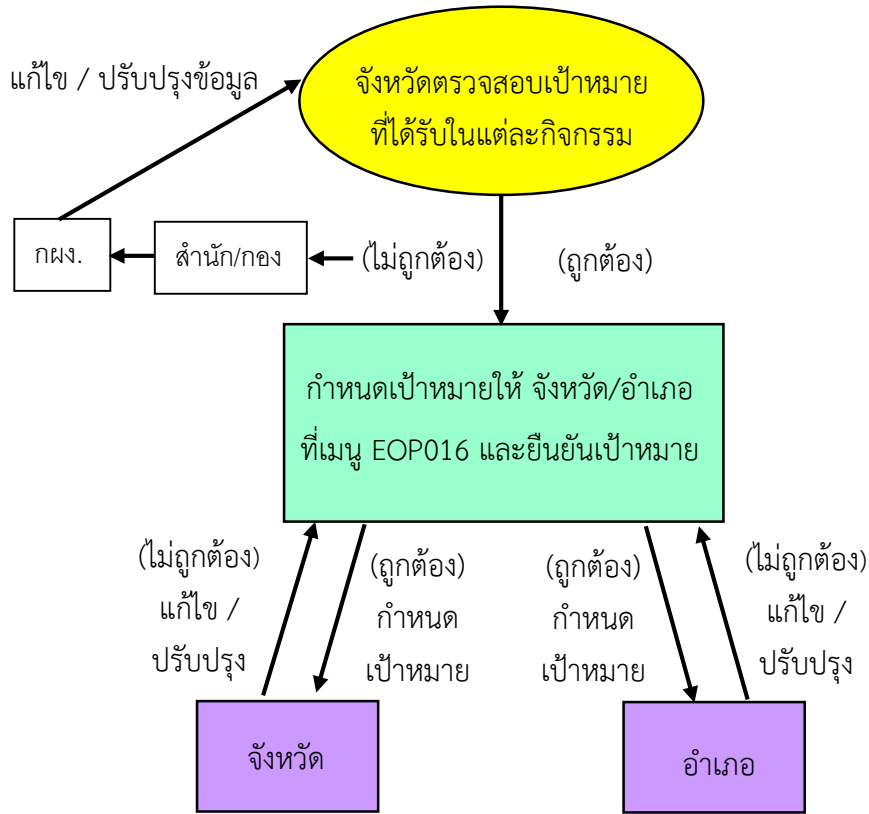 แก้ไข / ปรับปรุงข้อมูล
จังหวัดตรวจสอบเป้าหมาย
ที่ได้รับในแต่ละกิจกรรม
กผง.
สำนัก/กอง
(ไม่ถูกต้อง)
(ถูกต้อง)
กำหนดเป้าหมายให้ จังหวัด/อำเภอ
ที่เมนู EOP016 และยืนยันเป้าหมาย
(ไม่ถูกต้อง)
แก้ไข /
ปรับปรุง
(ถูกต้อง)
กำหนด
เป้าหมาย
(ถูกต้อง)
กำหนด
เป้าหมาย
(ไม่ถูกต้อง)
แก้ไข /
ปรับปรุง
จังหวัด
อำเภอ